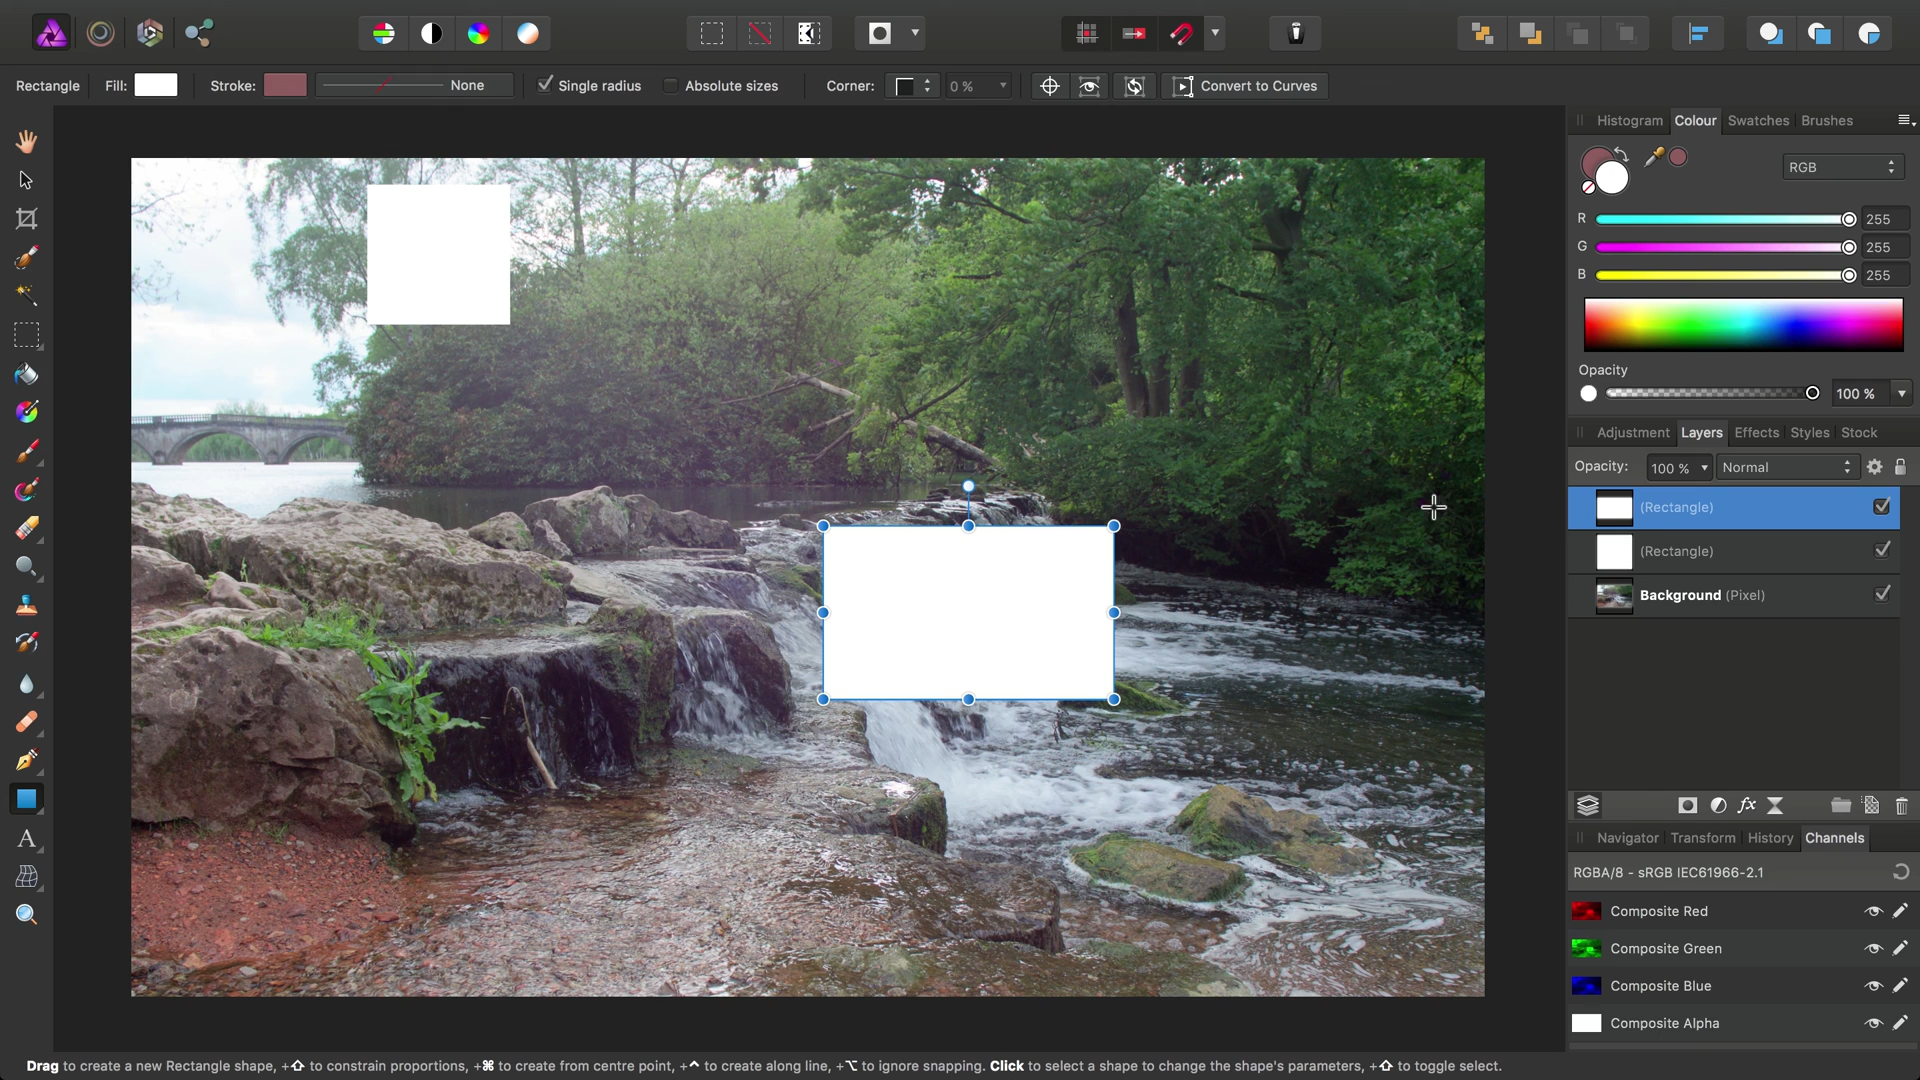 Rectangle Fill: Stroke: None Single radius Absolute sizes Corner: 0 % Convert to Curves
Histogram Colour Swatches Brushes
RGB
R 255
G 255
B 255
Opacity
100 %
Adjustment Layers Effects Styles Stock
Opacity: 100 % Normal
(Rectangle)
(Rectangle)
Background (Pixel)
fx
Navigator Transform History Channels
RGBA/8 - sRGB IEC61966-2.1
Composite Red
Composite Green
Composite Blue
Composite Alpha
A
Drag to create a new Rectangle shape, +⇧ to constrain proportions, +⌘ to create from centre point, +^ to create along line, +⌥ to ignore snapping. Click to select a shape to change the shape's parameters, +⇧ to toggle select.